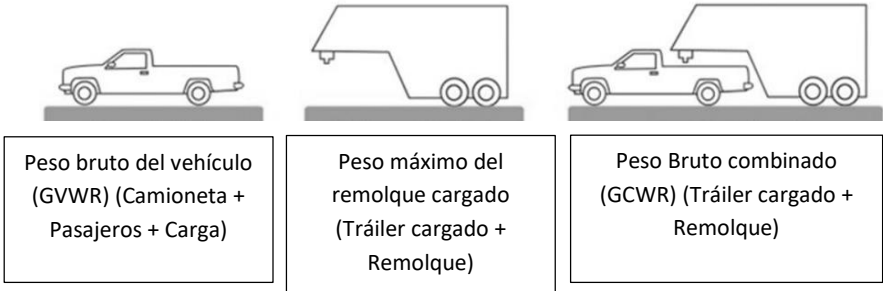 Peso bruto del vehículo
(GVWR) (Camioneta +
Pasajeros + Carga)
Peso máximo del
remolque cargado
(Tráiler cargado +
Remolque)
Peso Bruto combinado
(GCWR) (Tráiler cargado +
Remolque)